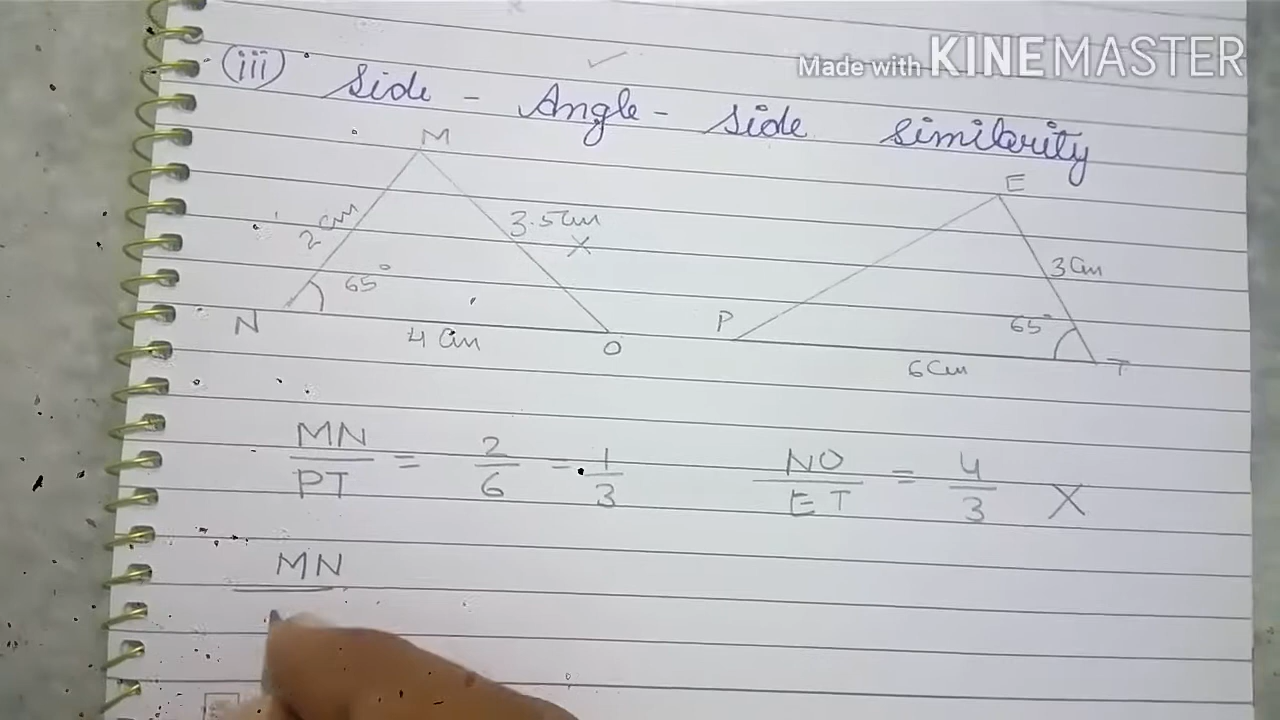 Made with KINEMASTER
(iii) Side - Angle - Side Similarity
M
E
2 cm
3.5 cm
X
3 cm
65°
65°
N
4 cm
O
P
6 cm
T
MN/PT = 2/6 = 1/3
NO/ET = 4/3 X
MN